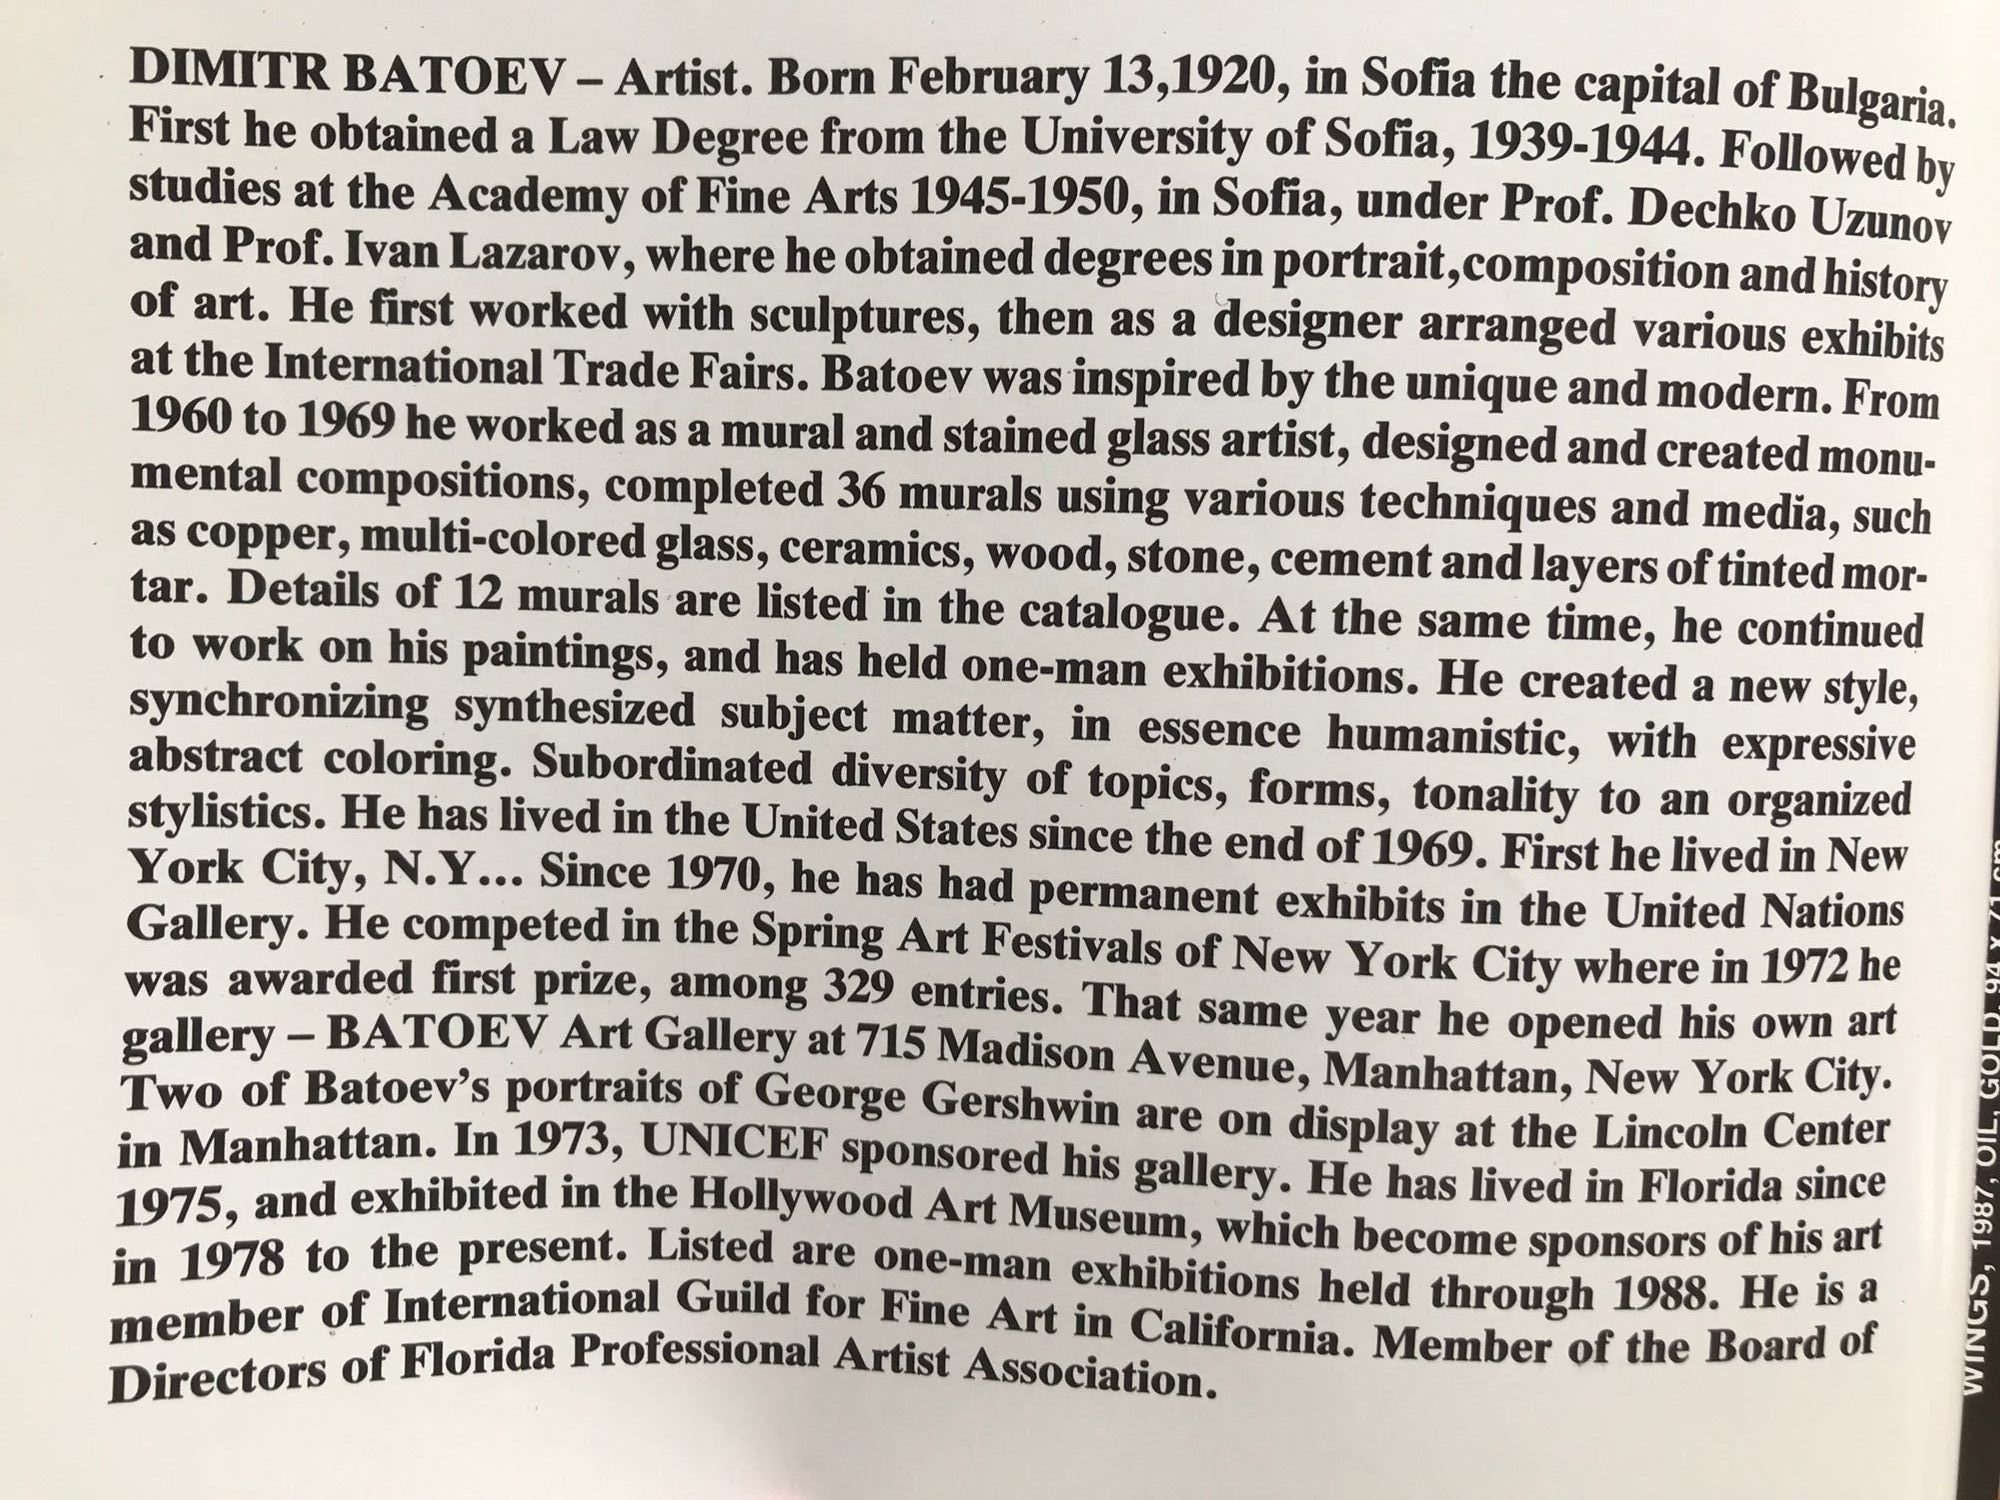 DIMITR BATOEV – Artist. Born February 13,1920, in Sofia the capital of Bulgaria.
First he obtained a Law Degree from the University of Sofia, 1939-1944. Followed by
studies at the Academy of Fine Arts 1945-1950, in Sofia, under Prof. Dechko Uzunov
and Prof. Ivan Lazarov, where he obtained degrees in portrait,composition and history
of art. He first worked with sculptures, then as a designer arranged various exhibits
at the International Trade Fairs. Batoev was inspired by the unique and modern. From
1960 to 1969 he worked as a mural and stained glass artist, designed and created monu-
mental compositions, completed 36 murals using various techniques and media, such
as copper, multi-colored glass, ceramics, wood, stone, cement and layers of tinted mor-
tar. Details of 12 murals are listed in the catalogue. At the same time, he continued
to work on his paintings, and has held one-man exhibitions. He created a new style,
synchronizing synthesized subject matter, in essence humanistic, with expressive
abstract coloring. Subordinated diversity of topics, forms, tonality to an organized
stylistics. He has lived in the United States since the end of 1969. First he lived in New
York City, N.Y... Since 1970, he has had permanent exhibits in the United Nations
Gallery. He competed in the Spring Art Festivals of New York City where in 1972 he
was awarded first prize, among 329 entries. That same year he opened his own art
gallery – BATOEV Art Gallery at 715 Madison Avenue, Manhattan, New York City.
Two of Batoev's portraits of George Gershwin are on display at the Lincoln Center
in Manhattan. In 1973, UNICEF sponsored his gallery. He has lived in Florida since
1975, and exhibited in the Hollywood Art Museum, which become sponsors of his art
in 1978 to the present. Listed are one-man exhibitions held through 1988. He is a
member of International Guild for Fine Art in California. Member of the Board of
Directors of Florida Professional Artist Association.
WINGS, 1987, OIL, GOLD, 94 x 71 cm